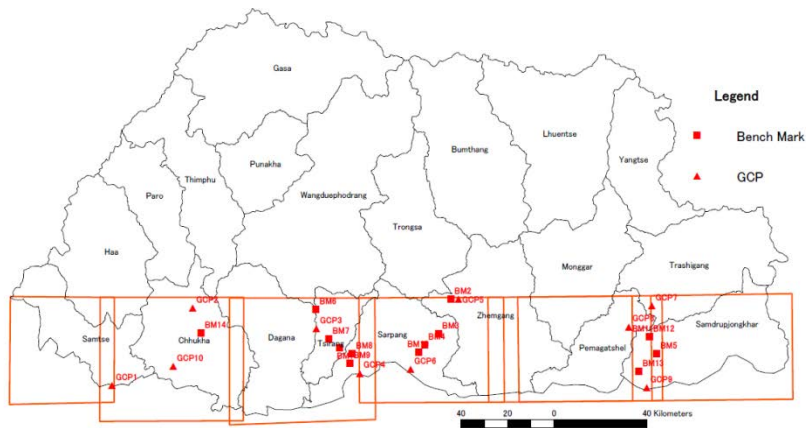 Gasa
Legend
Bench Mark
GCP
Lhuentse
Bumthang
Yangtse
Punakha
Thimphu
Paro
Wangduephodrang
Trongsa
Haa
Monggar
Trashigang
BM2
GCP5
GCP2
BM6
GCP7
GCP3
BM14
BM7
BM3
BM12
Samtse
Chhukha
Dagana
Tsirang
Sarpang
Zhemgang
Samdrupjongkhar
Pemagatshel
BM8
BM9
BM5
GCP10
GCP4
GCP6
BM13
GCP1
GCP8
40 20 0 40 Kilometers